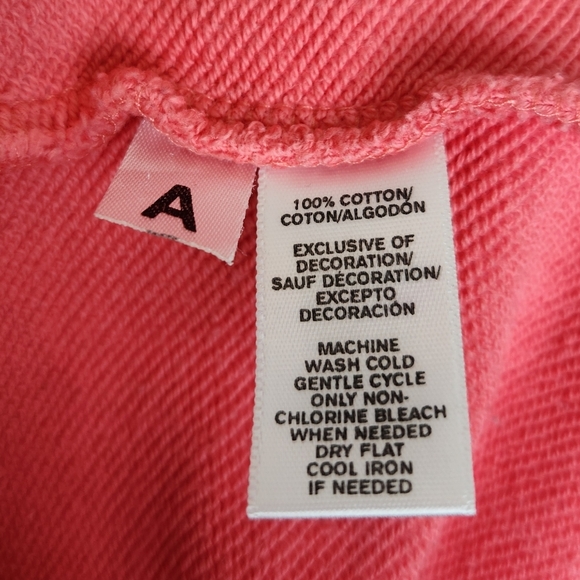 A
100% COTTON/
COTON/ALGODÓN
EXCLUSIVE OF
DECORATION/
SAUF DÉCORATION/
EXCEPTO
DECORACIÓN
MACHINE
WASH COLD
GENTLE CYCLE
ONLY NON-
CHLORINE BLEACH
WHEN NEEDED
DRY FLAT
COOL IRON
IF NEEDED